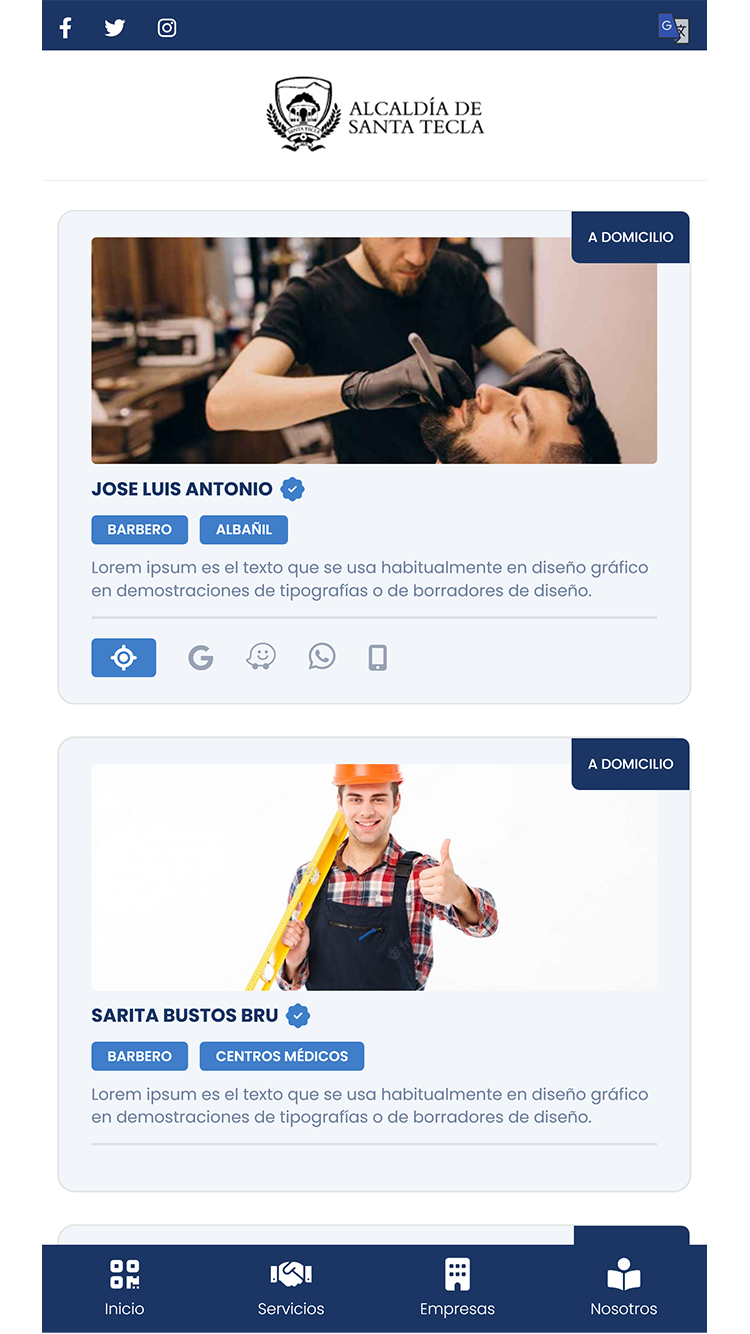 ALCALDÍA DE
SANTA TECLA
SANTA TECLA
A DOMICILIO
JOSE LUIS ANTONIO
BARBERO
ALBAÑIL
Lorem ipsum es el texto que se usa habitualmente en diseño gráfico
en demostraciones de tipografías o de borradores de diseño.
A DOMICILIO
SARITA BUSTOS BRU
BARBERO
CENTROS MÉDICOS
Lorem ipsum es el texto que se usa habitualmente en diseño gráfico
en demostraciones de tipografías o de borradores de diseño.
Inicio
Servicios
Empresas
Nosotros